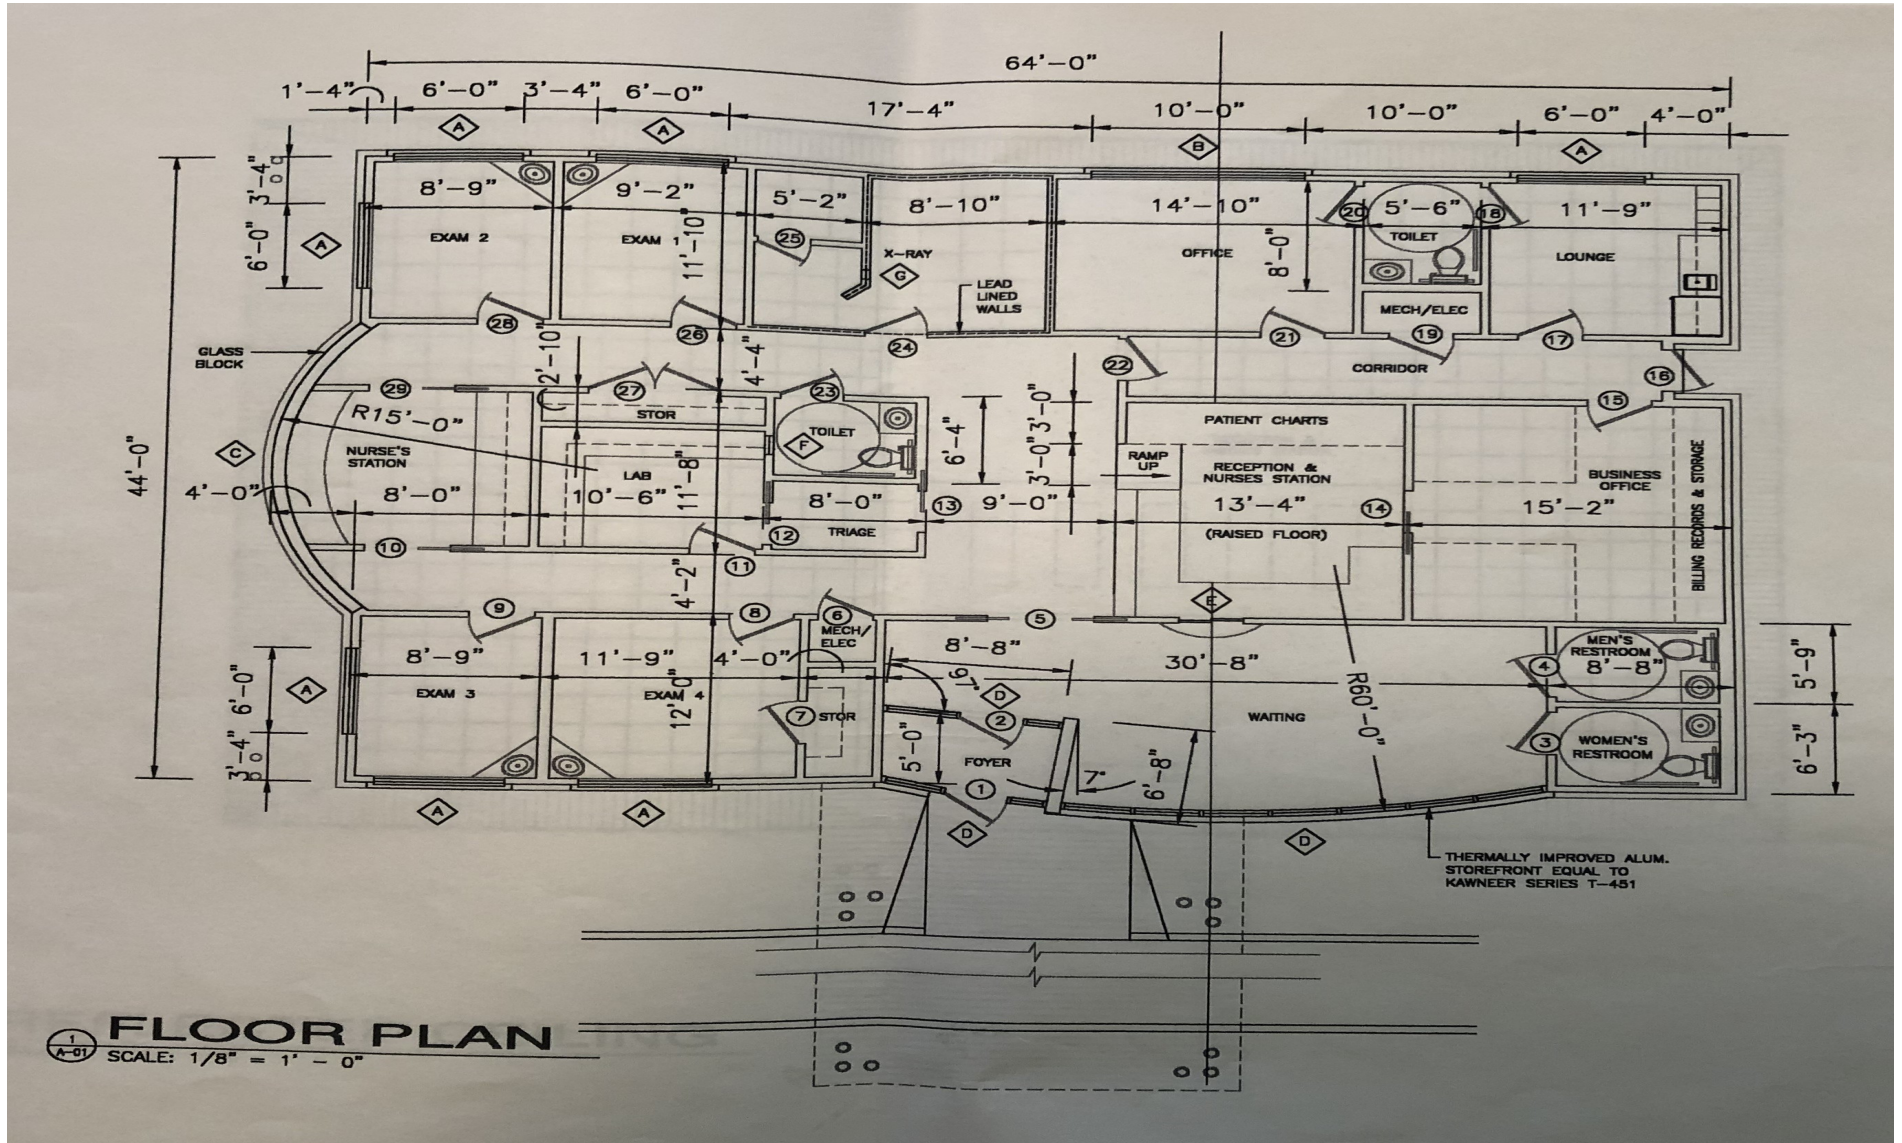 64'-0"
1'-4" 6'-0" 3'-4" 6'-0" 17'-4" 10'-0" 10'-0" 6'-0" 4'-0"
A A B A
3'-4"
6'-0"
A
44'-0"
8'-9"
EXAM 2
9'-2"
EXAM 1
11'-10"
5'-2"
25
8'-10"
X-RAY
G
LEAD
LINED
WALLS
14'-10"
OFFICE
8'-0"
20
5'-6"
18
TOILET
11'-9"
LOUNGE
MECH/ELEC
28 26 24 21 19 17
GLASS
BLOCK
2'-10"
4'-4"
22
CORRIDOR
16
29
27
23
15
R15'-0"
STOR
C
NURSE'S
STATION
4'-0"
8'-0"
LAB
10'-6"
11'-8"
TOILET
F
6'-4"
3'-0"
3'-0"
8'-0"
12
TRIAGE
13
9'-0"
PATIENT CHARTS
RAMP
UP
RECEPTION &
NURSES STATION
13'-4"
(RAISED FLOOR)
14
BUSINESS
OFFICE
15'-2"
BILLING RECORDS & STORAGE
10
11
4'-2"
9 8 6 5
E
MECH/
ELEC
8'-9"
EXAM 3
11'-9"
EXAM 4
12'-0"
4'-0"
7
STOR
8'-8"
97°
D
2
30'-8"
R60'-0"
WAITING
4
MEN'S
RESTROOM
8'-8"
5'-9"
3
WOMEN'S
RESTROOM
6'-3"
6'-0"
A
3'-4"
5'-0"
FOYER
1
7°
6'-8"
A A D D
THERMALLY IMPROVED ALUM.
STOREFRONT EQUAL TO
KAWNEER SERIES T-451
1
A-01
FLOOR PLAN
SCALE: 1/8" = 1' - 0"